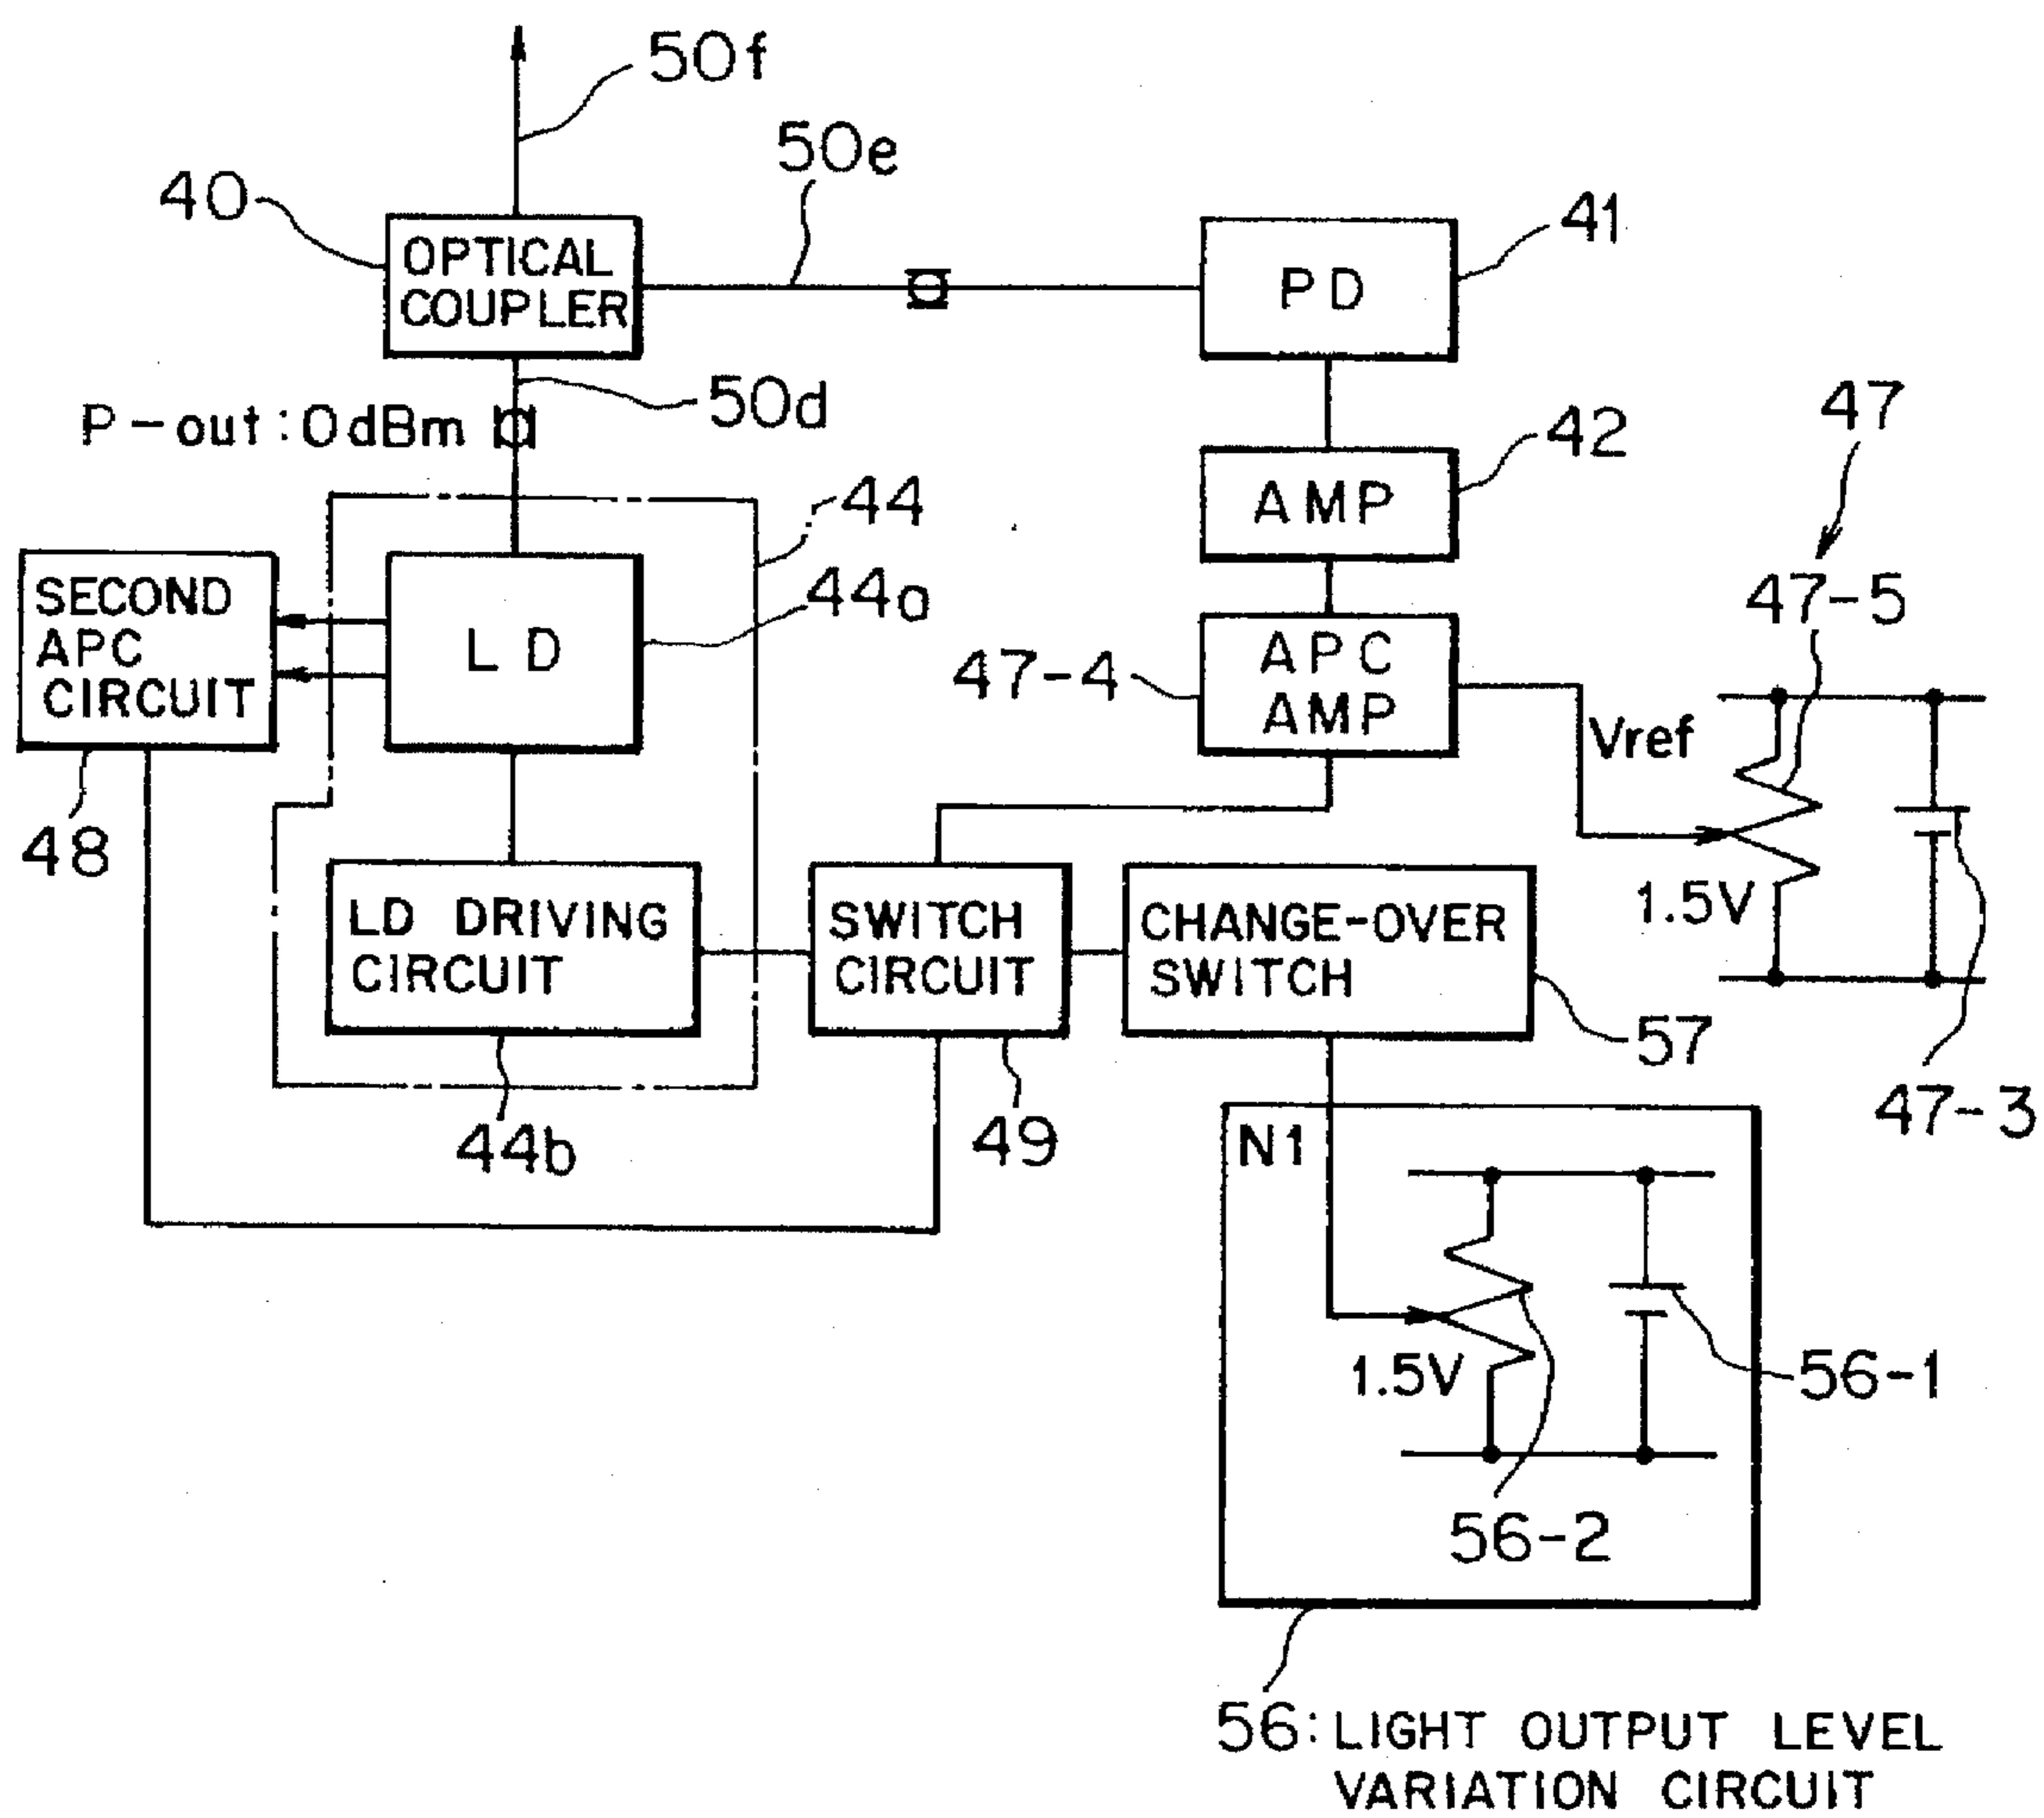 50f
50e
40
OPTICAL
COUPLER
PD
41
50d
P-out:0dBm
42
AMP
47
44
44a
47-5
SECOND
APC
CIRCUIT
LD
47-4
APC
AMP
Vref
48
1.5V
LD DRIVING
CIRCUIT
SWITCH
CIRCUIT
CHANGE-OVER
SWITCH
57
47-3
44b
49
N1
1.5V
56-1
56-2
56: LIGHT OUTPUT LEVEL
VARIATION CIRCUIT